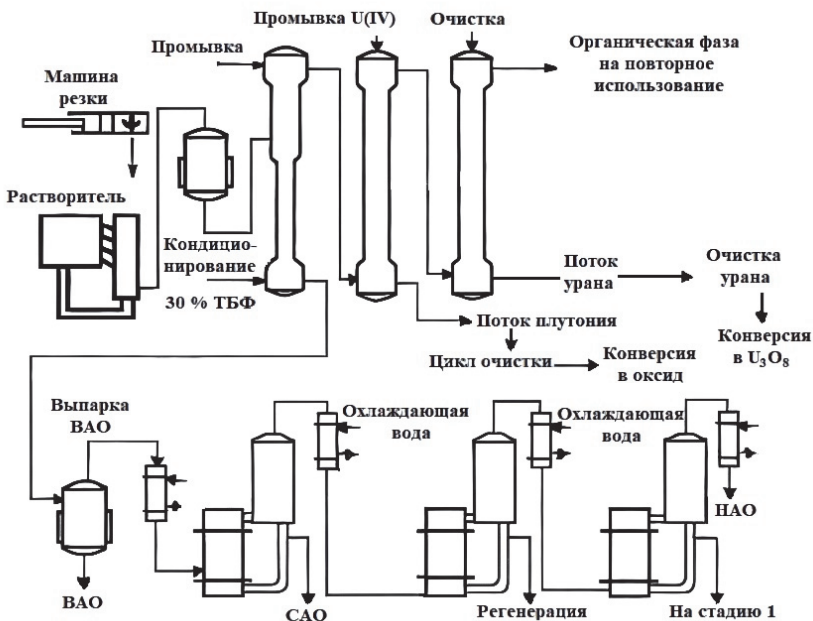 Промывка U(IV)
Очистка
Промывка
Органическая фаза
на повторное
использование
Машина
резки
Растворитель
Кондицио-
нирование
30 % ТБФ
Поток
урана
Очистка
урана
Поток плутония
Конверсия
в U₃O₈
Цикл очистки
Конверсия
в оксид
Выпарка
ВАО
Охлаждающая
вода
Охлаждающая
вода
НАО
ВАО
САО
Регенерация
На стадию 1